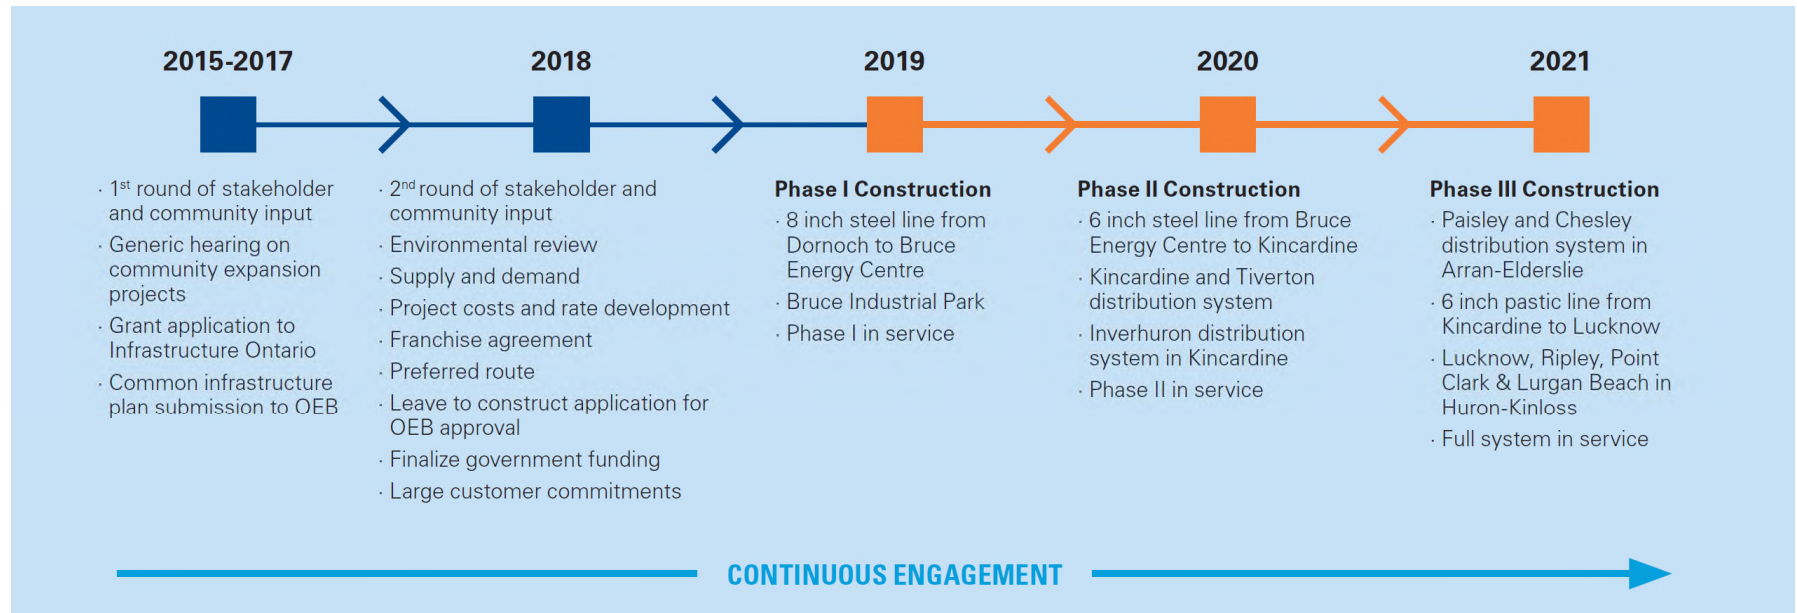 2015-2017
· 1st round of stakeholder
and community input
· Generic hearing on
community expansion
projects
· Grant application to
Infrastructure Ontario
· Common infrastructure
plan submission to OEB
2018
· 2nd round of stakeholder and
community input
· Environmental review
· Supply and demand
· Project costs and rate development
· Franchise agreement
· Preferred route
· Leave to construct application for
OEB approval
· Finalize government funding
· Large customer commitments
2019
Phase I Construction
· 8 inch steel line from
Dornoch to Bruce
Energy Centre
· Bruce Industrial Park
· Phase I in service
2020
Phase II Construction
· 6 inch steel line from Bruce
Energy Centre to Kincardine
· Kincardine and Tiverton
distribution system
· Inverhuron distribution
system in Kincardine
· Phase II in service
2021
Phase III Construction
· Paisley and Chesley
distribution system in
Arran-Elderslie
· 6 inch pastic line from
Kincardine to Lucknow
· Lucknow, Ripley, Point
Clark & Lurgan Beach in
Huron-Kinloss
· Full system in service
CONTINUOUS ENGAGEMENT